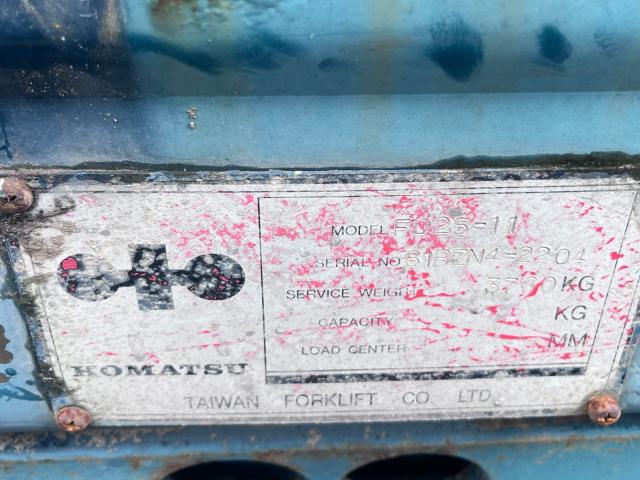 MODEL FD25-11
SERIAL NO.
SERVICE WEIGHT KG
CAPACITY KG
LOAD CENTER MM
KOMATSU
TAIWAN FORKLIFT CO. LTD.